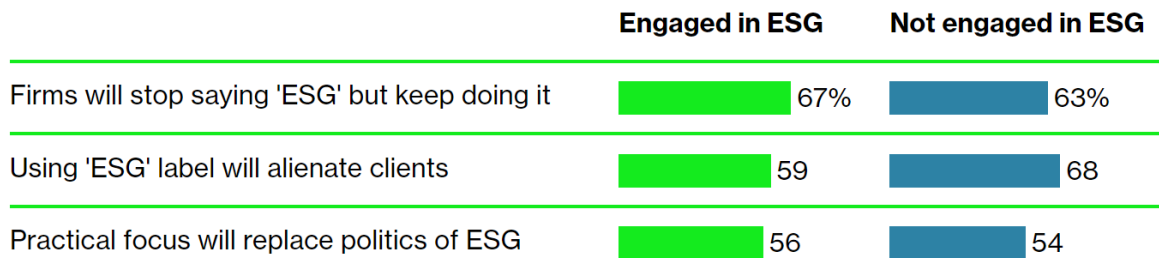 Engaged in ESG Not engaged in ESG
Firms will stop saying 'ESG' but keep doing it 67% 63%
Using 'ESG' label will alienate clients 59 68
Practical focus will replace politics of ESG 56 54